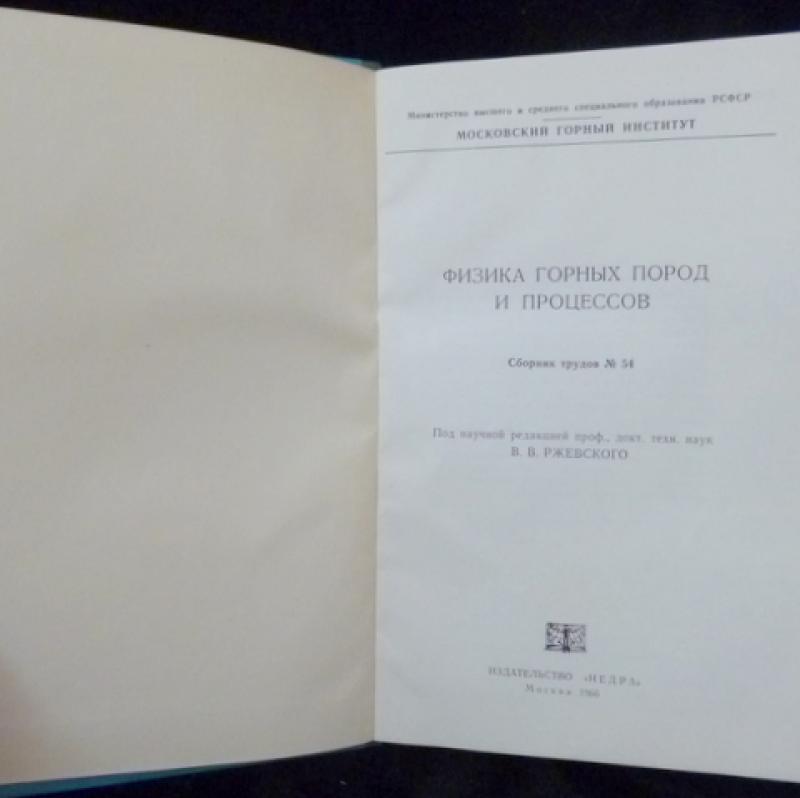 Министерство высшего и среднего специального образования РСФСР
МОСКОВСКИЙ ГОРНЫЙ ИНСТИТУТ
ФИЗИКА ГОРНЫХ ПОРОД
И ПРОЦЕССОВ
Сборник трудов № 54
Под научной редакцией проф., докт. техн. наук
В. В. РЖЕВСКОГО
ИЗДАТЕЛЬСТВО «НЕДРА»
Москва 1966